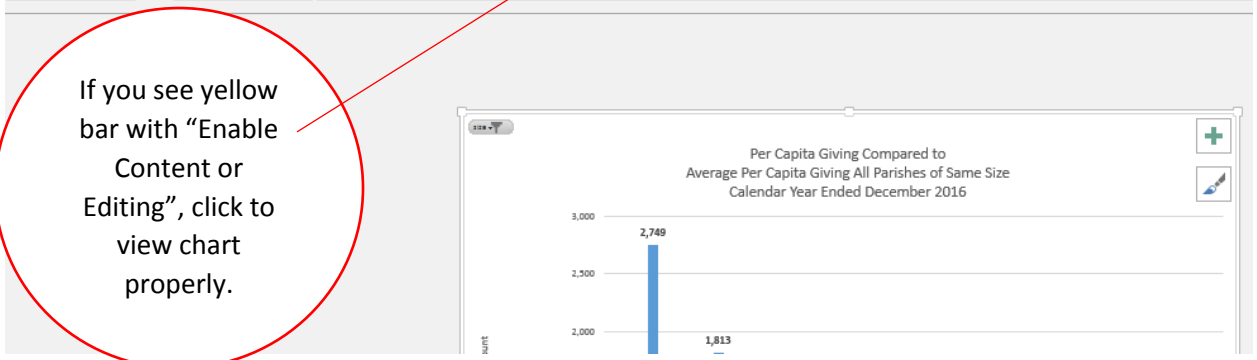 If you see yellow
bar with “Enable
Content or
Editing”, click to
view chart
properly.
Per Capita Giving Compared to
Average Per Capita Giving All Parishes of Same Size
Calendar Year Ended December 2016
3,000
2,749
2,500
2,000
1,813